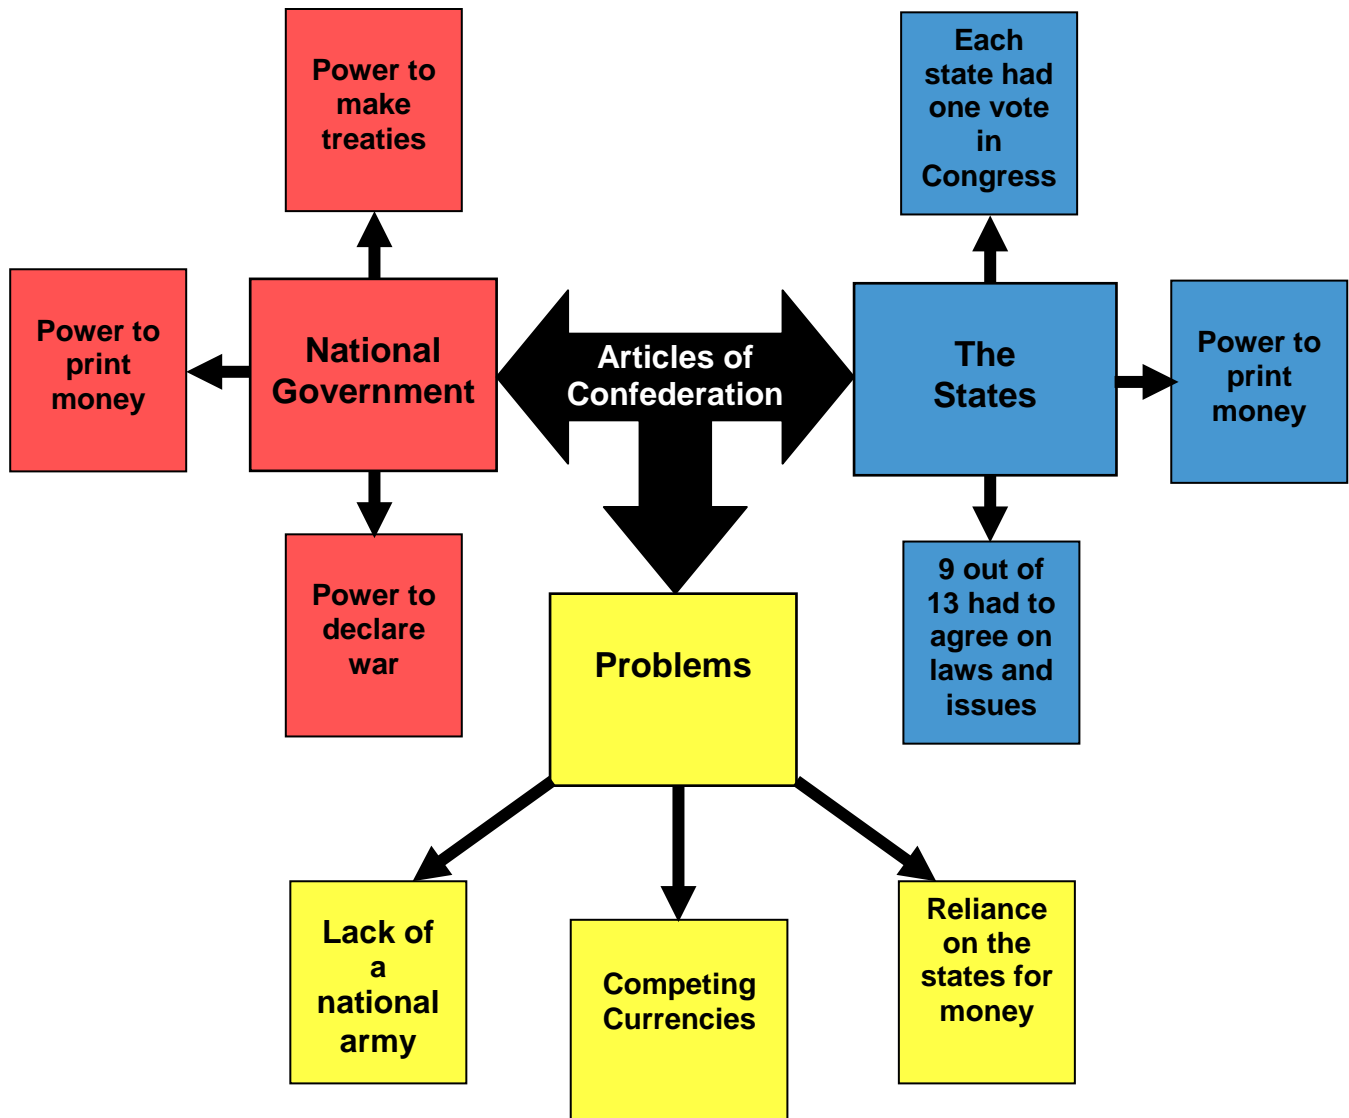 Power to
make
treaties
Each
state had
one vote
in
Congress
Power to
print
money
National
Government
Articles of
Confederation
The
States
Power to
print
money
Power to
declare
war
Problems
9 out of
13 had to
agree on
laws and
issues
Lack of
a
national
army
Competing
Currencies
Reliance
on the
states for
money